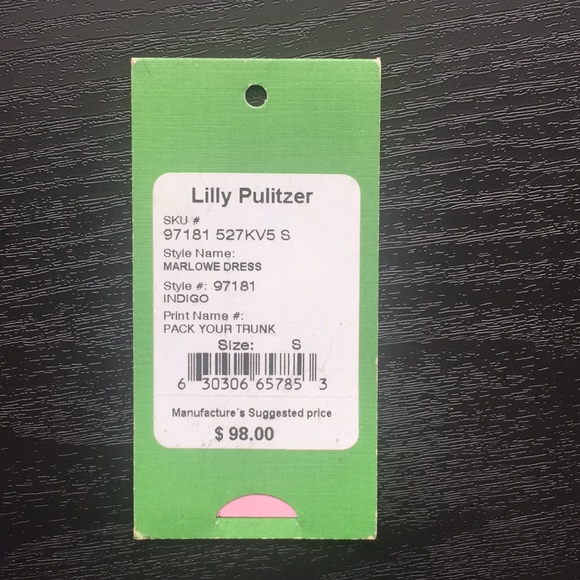 Lilly Pulitzer
SKU #
97181 527KV5 S
Style Name:
MARLOWE DRESS
Style #: 97181
INDIGO
Print Name #:
PACK YOUR TRUNK
Size: S
6 30306 65785 3
Manufacture's Suggested price
$ 98.00